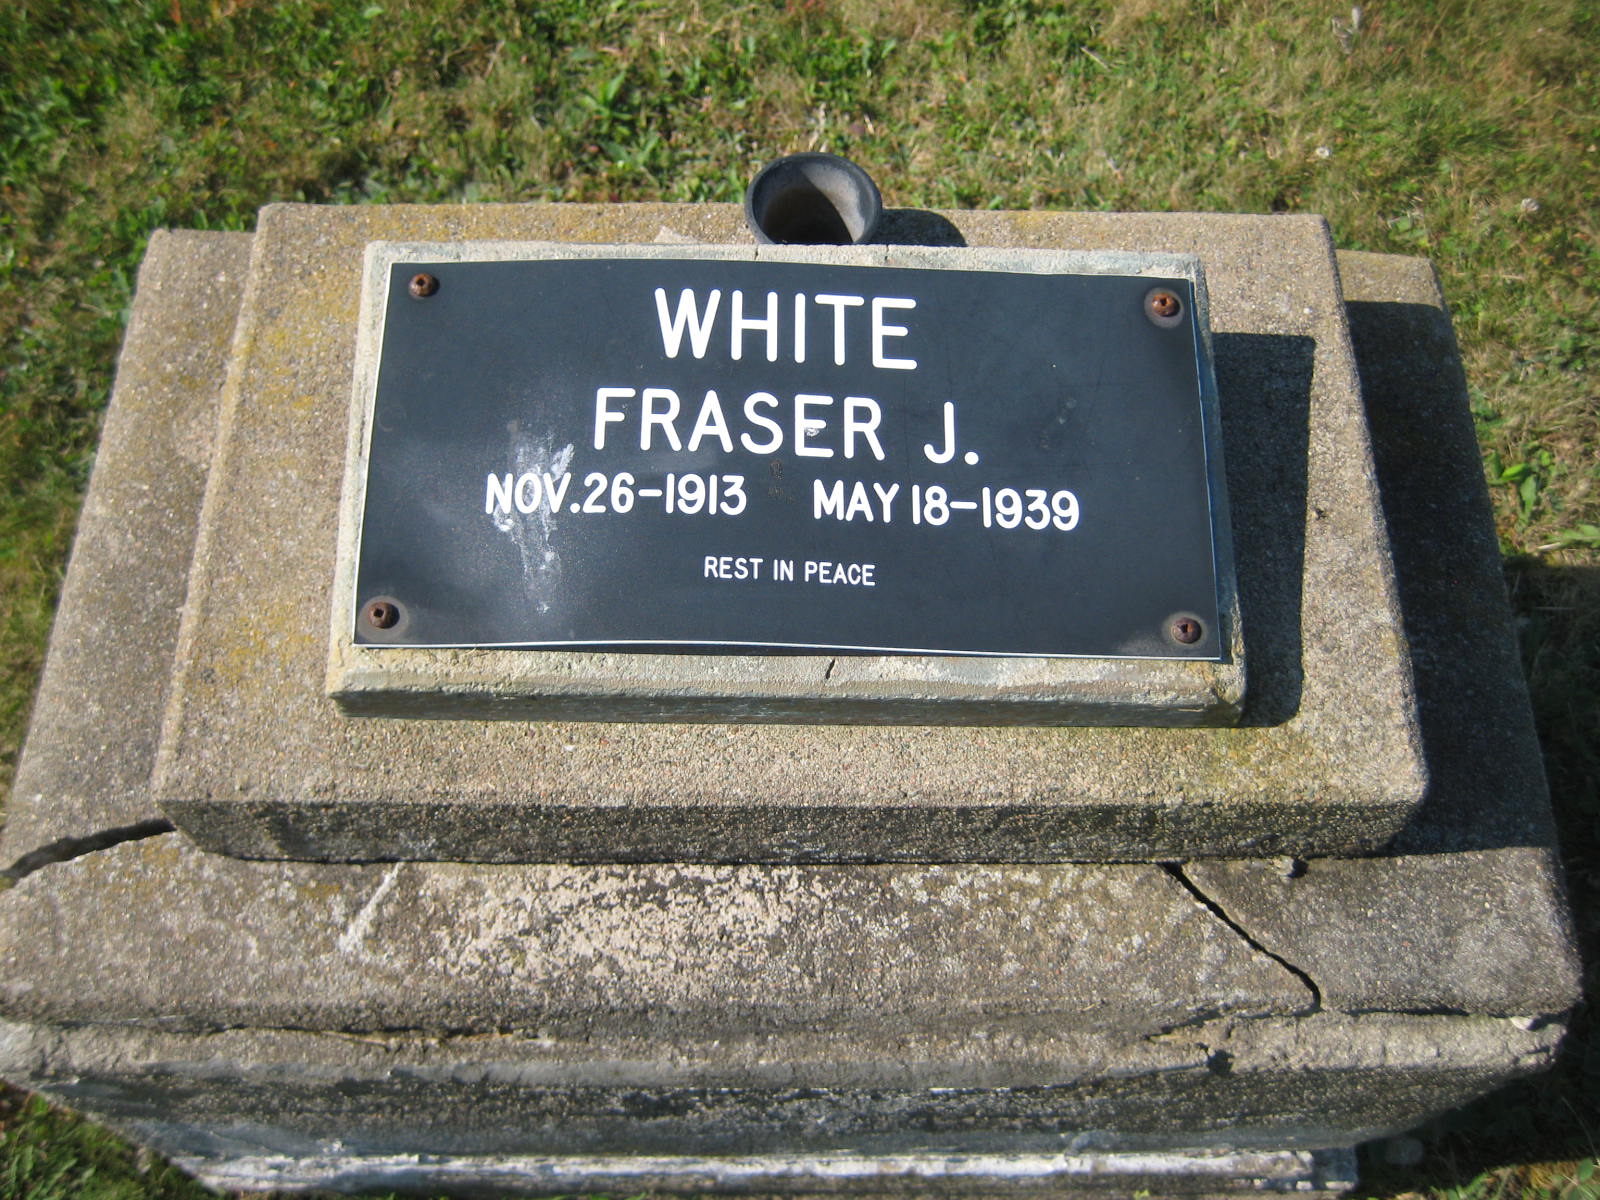 WHITE
FRASER J.
NOV.26-1913 MAY 18-1939
REST IN PEACE